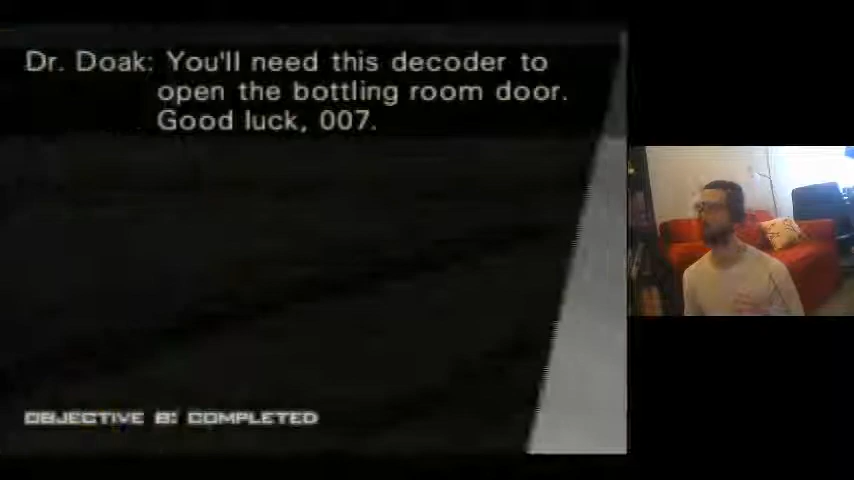 Dr. Doak: You'll need this decoder to
open the bottling room door.
Good luck, 007.
OBJECTIVE B: COMPLETED